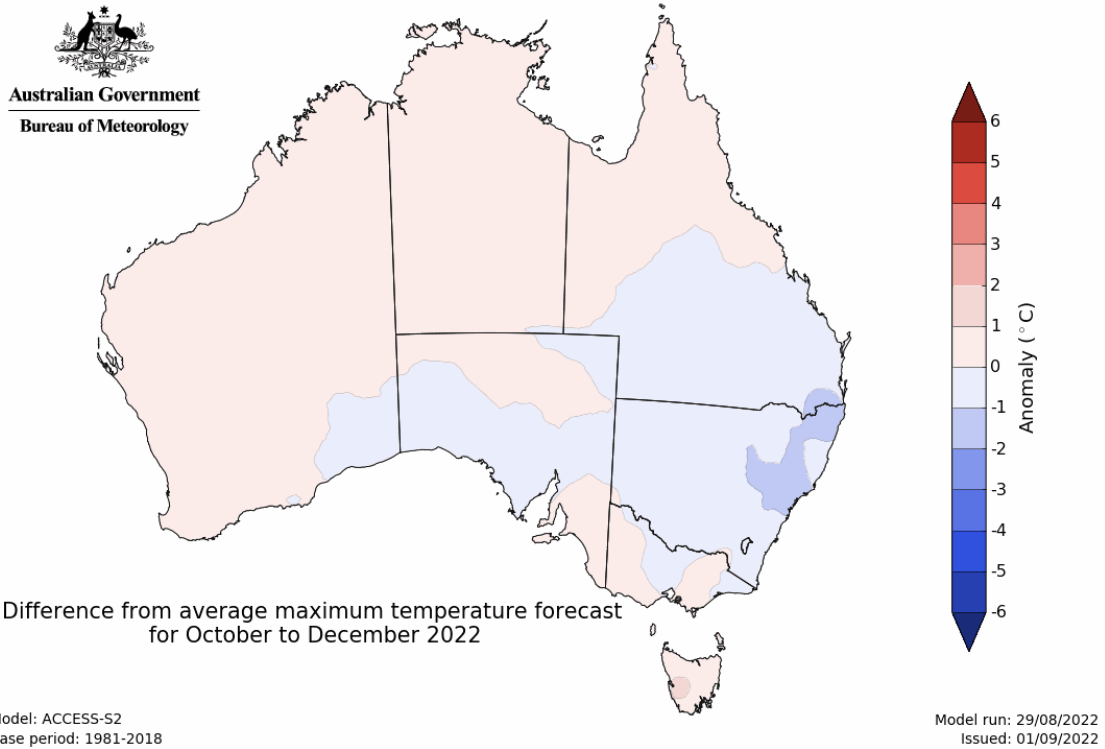 Australian Government
Bureau of Meteorology
6
5
4
3
2
1
0
-1
-2
-3
-4
-5
-6
Anomaly (°C)
Difference from average maximum temperature forecast
for October to December 2022
odel: ACCESS-S2
ase period: 1981-2018
Model run: 29/08/2022
Issued: 01/09/2022